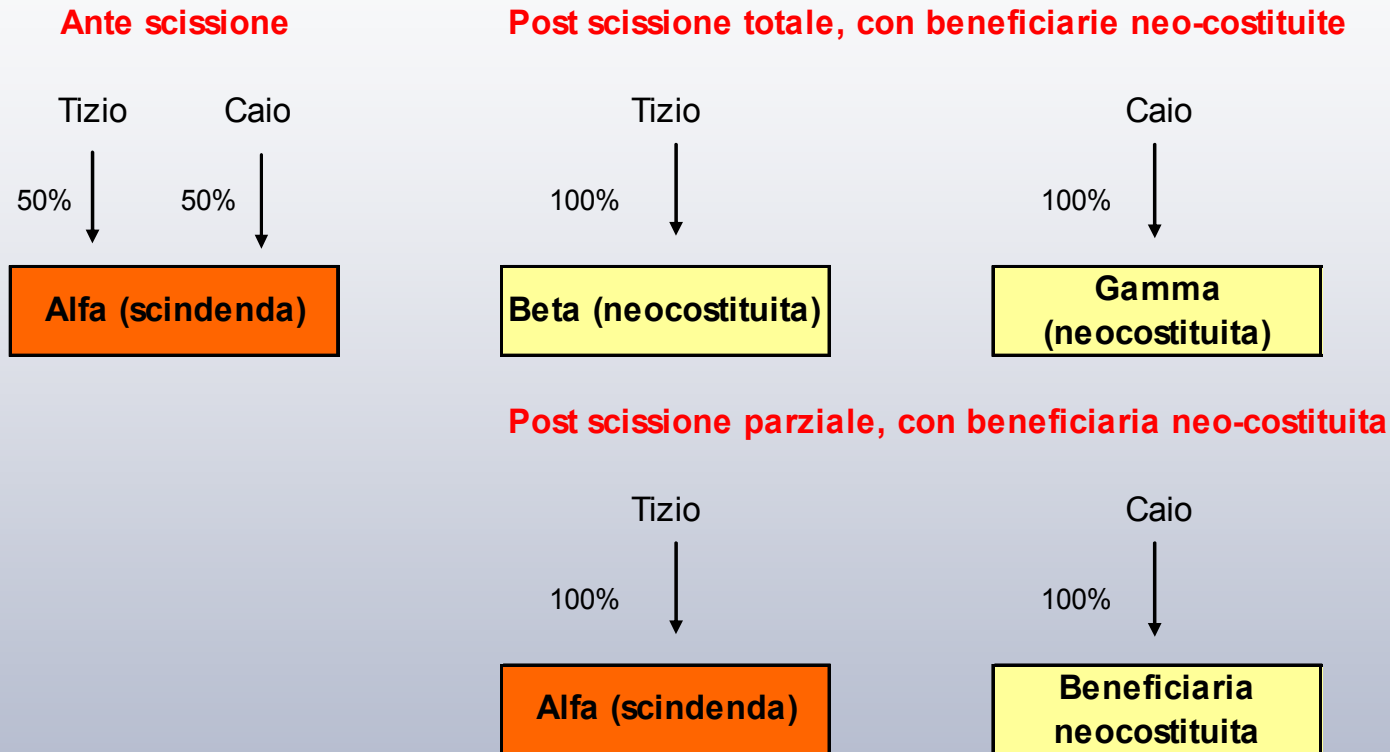 Ante scissione
Post scissione totale, con beneficiarie neo-costituite
Tizio
Caio
Tizio
Caio
50%
50%
100%
100%
Alfa (scindenda)
Beta (neocostituita)
Gamma
(neocostituita)
Post scissione parziale, con beneficiaria neo-costituita
Tizio
Caio
100%
100%
Alfa (scindenda)
Beneficiaria
neocostituita